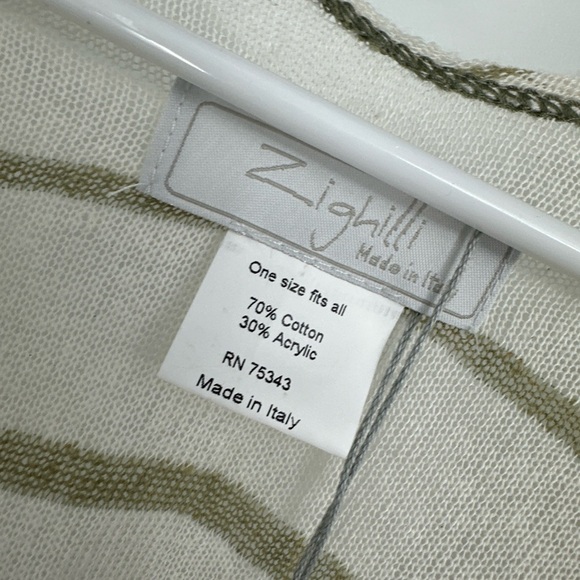 Zighilli
Made in Italy
One size fits all
70% Cotton
30% Acrylic
RN 75343
Made in Italy